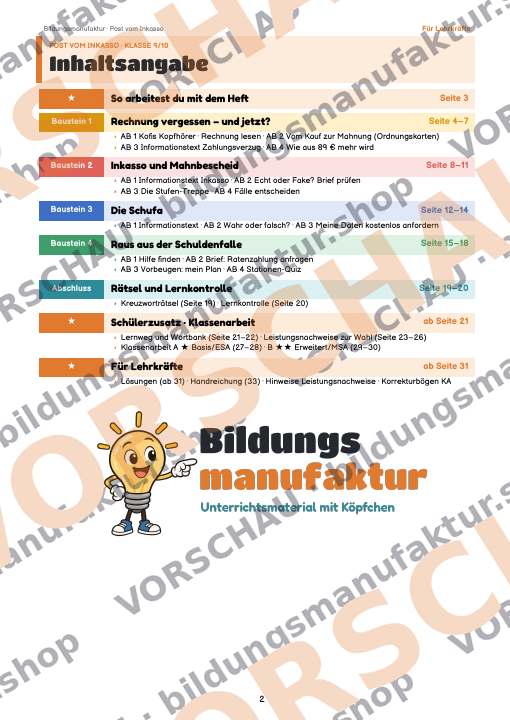 Bildungsmanufaktur · Post vom Inkasso
Für Lehrkräfte
POST VOM INKASSO · KLASSE 9/10
Inhaltsangabe
★ So arbeitest du mit dem Heft Seite 3
Baustein 1 Rechnung vergessen – und jetzt? Seite 4–7
◦ AB 1 Kofis Kopfhörer · Rechnung lesen · AB 2 Vom Kauf zur Mahnung (Ordnungskarten)
◦ AB 3 Informationstext Zahlungsverzug · AB 4 Wie aus 89 € mehr wird
Baustein 2 Inkasso und Mahnbescheid Seite 8–11
◦ AB 1 Informationstext Inkasso · AB 2 Echt oder Fake? Brief prüfen
◦ AB 3 Die Stufen-Treppe · AB 4 Fälle entscheiden
Baustein 3 Die Schufa Seite 12–14
◦ AB 1 Informationstext · AB 2 Wahr oder falsch? · AB 3 Meine Daten kostenlos anfordern
Baustein 4 Raus aus der Schuldenfalle Seite 15–18
◦ AB 1 Hilfe finden · AB 2 Brief: Ratenzahlung anfragen
◦ AB 3 Vorbeugen: mein Plan · AB 4 Stationen-Quiz
Abschluss Rätsel und Lernkontrolle Seite 19–20
◦ Kreuzworträtsel (Seite 19) · Lernkontrolle (Seite 20)
★ Schülerzusatz · Klassenarbeit ab Seite 21
◦ Lernweg und Wortbank (Seite 21–22) · Leistungsnachweise zur Wahl (Seite 23–26)
◦ Klassenarbeit A ★ Basis/ESA (27–28) · B ★★ Erweitert/MSA (29–30)
★ Für Lehrkräfte ab Seite 31
◦ Lösungen (ab 31) · Handreichung (33) · Hinweise Leistungsnachweise · Korrekturbögen KA
Bildungs
manufaktur
Unterrichtsmaterial mit Köpfchen
VORSCHAU · bildungsmanufaktur.shop
VORSCHAU
2